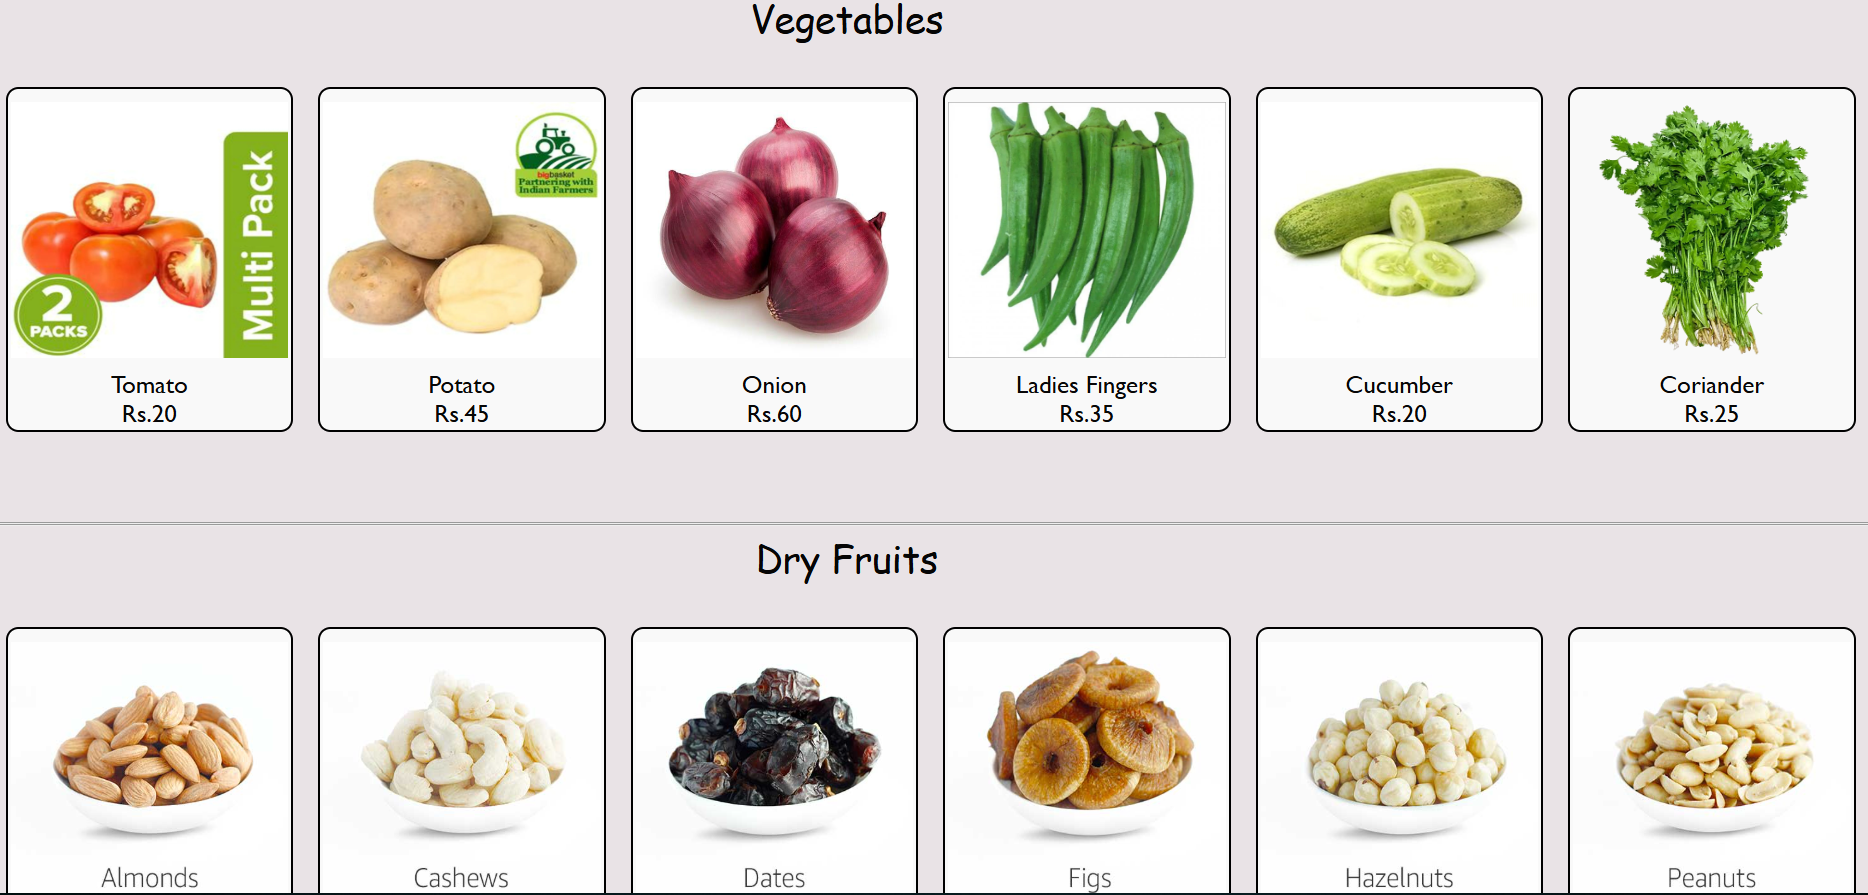 Vegetables
Multi Pack
2
PACKS
bigbasket
Partnering with
Indian Farmers
Tomato
Rs.20
Potato
Rs.45
Onion
Rs.60
Ladies Fingers
Rs.35
Cucumber
Rs.20
Coriander
Rs.25
Dry Fruits
Almonds
Cashews
Dates
Figs
Hazelnuts
Peanuts